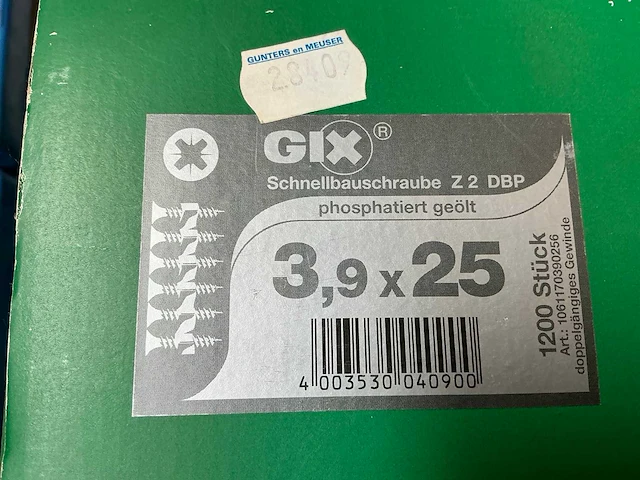 GUNTERS en MEUSER
GIX®
Schnellbauschraube Z 2 DBP
phosphatiert geölt
3,9 x 25
1200 Stück
Art.: 1061170390256
doppelgängiges Gewinde
4 003530 040900